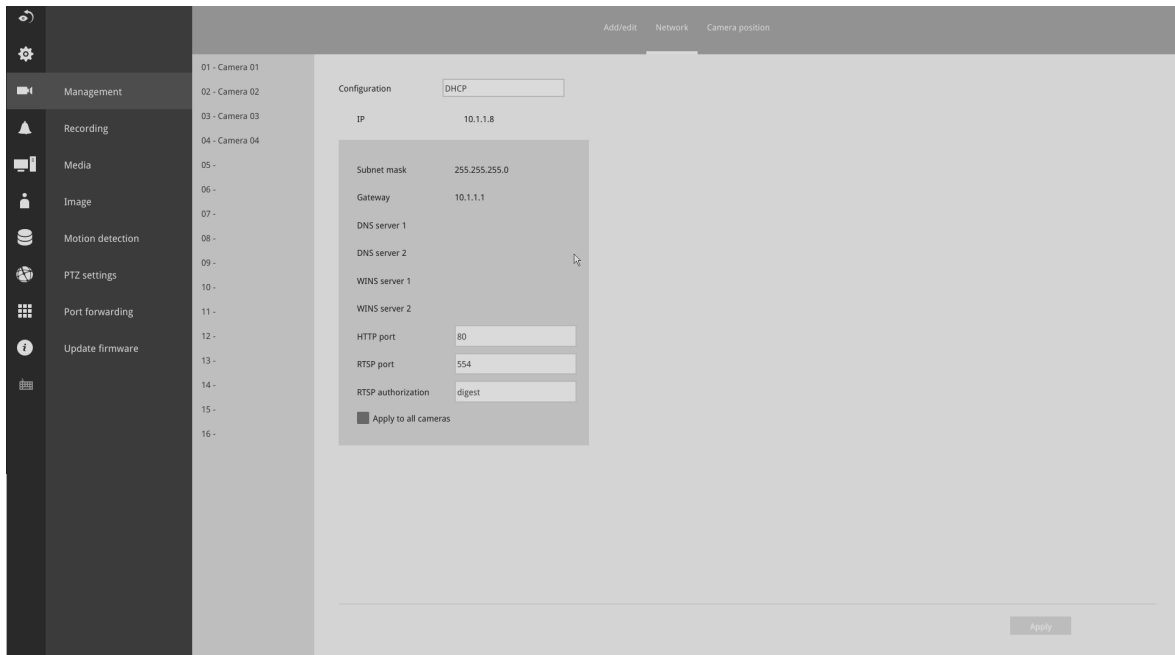 Add/edit Network Camera position
Management
Recording
Media
Image
Motion detection
PTZ settings
Port forwarding
Update firmware
01 - Camera 01
02 - Camera 02
03 - Camera 03
04 - Camera 04
05 -
06 -
07 -
08 -
09 -
10 -
11 -
12 -
13 -
14 -
15 -
16 -
Configuration DHCP
IP 10.1.1.8
Subnet mask 255.255.255.0
Gateway 10.1.1.1
DNS server 1
DNS server 2
WINS server 1
WINS server 2
HTTP port 80
RTSP port 554
RTSP authorization digest
Apply to all cameras
Apply